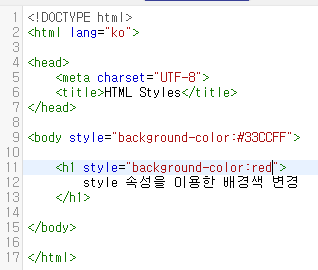 1 <!DOCTYPE html>
2 <html lang="ko">
3
4 <head>
5     <meta charset="UTF-8">
6     <title>HTML Styles</title>
7 </head>
8
9 <body style="background-color:#33CCFF">
10
11     <h1 style="background-color:red">
12         style 속성을 이용한 배경색 변경
13     </h1>
14
15 </body>
16
17 </html>